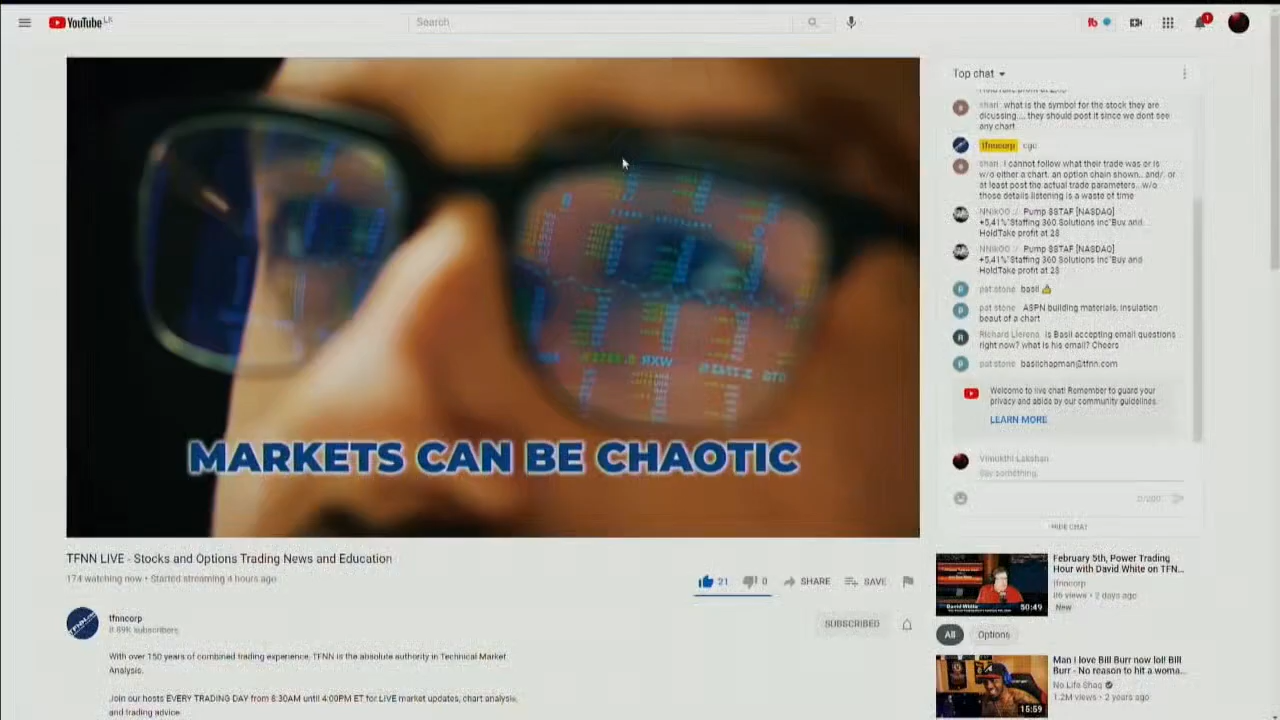 YouTube LK
Search
fb
1
MARKETS CAN BE CHAOTIC
TFNN LIVE - Stocks and Options Trading News and Education
174 watching now • Started streaming 4 hours ago
21
0
SHARE
SAVE
tfnncorp
8.89K subscribers
SUBSCRIBED
With over 150 years of combined trading experience, TFNN is the absolute authority in Technical Market
Analysis.
Join our hosts EVERY TRADING DAY from 8:30AM until 4:00PM ET for LIVE market updates, chart analysis,
and trading advice
Top chat
shari what is the symbol for the stock they are
dicussing.... they should post it since we dont see
any chart
tfnncorp cgc
shari I cannot follow what their trade was or is
w/o either a chart. an option chain shown.. and/. or
at least post the actual trade parameters.. w/o
those details listening is a waste of time
NNIKOO :/ Pump $STAF [NASDAQ]
+5,41%"Staffing 360 Solutions Inc"Buy and
HoldTake profit at 2$
NNIKOO :/ Pump $STAF [NASDAQ]
+5,41%"Staffing 360 Solutions Inc"Buy and
HoldTake profit at 2$
pat stone basil 👍
pat stone ASPN building materials, insulation
beaut of a chart
Richard Llerena is Basil accepting email questions
right now? what is his email? Cheers
pat stone basilchapman@tfnn.com
Welcome to live chat! Remember to guard your
privacy and abide by our community guidelines.
LEARN MORE
Vimukthi Lakshan
Say something...
0/200
HIDE CHAT
February 5th, Power Trading
Hour with David White on TFN...
tfnncorp
86 views • 2 days ago
New
David White
50:49
All
Options
Man I love Bill Burr now lol! Bill
Burr - No reason to hit a woma...
No Life Shaq
1.2M views • 2 years ago
15:59